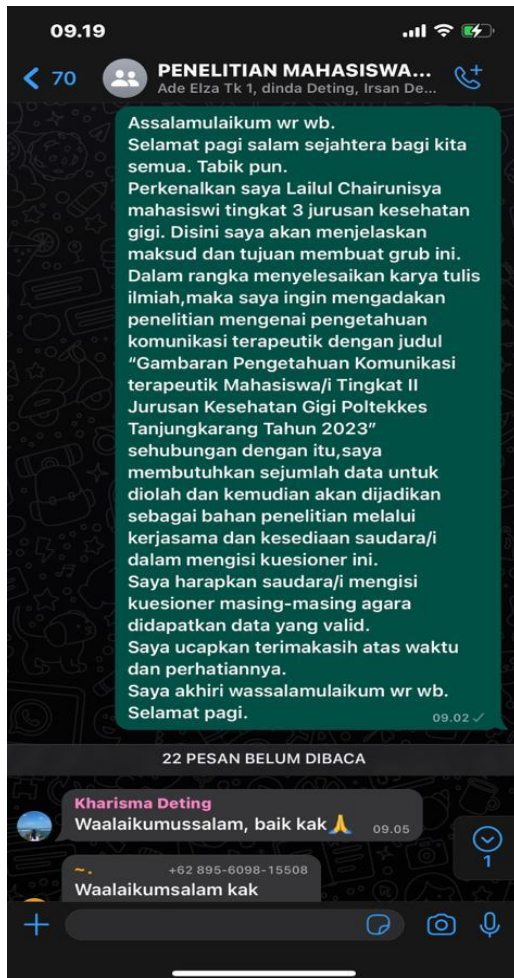 09.19
70
PENELITIAN MAHASISWA...
Ade Elza Tk 1, dinda Deting, Irsan De...
Assalamulaikum wr wb.
Selamat pagi salam sejahtera bagi kita
semua. Tabik pun.
Perkenalkan saya Lailul Chairunisya
mahasiswi tingkat 3 jurusan kesehatan
gigi. Disini saya akan menjelaskan
maksud dan tujuan membuat grub ini.
Dalam rangka menyelesaikan karya tulis
ilmiah,maka saya ingin mengadakan
penelitian mengenai pengetahuan
komunikasi terapeutik dengan judul
“Gambaran Pengetahuan Komunikasi
terapeutik Mahasiswa/i Tingkat II
Jurusan Kesehatan Gigi Poltekkes
Tanjungkarang Tahun 2023”
sehubungan dengan itu,saya
membutuhkan sejumlah data untuk
diolah dan kemudian akan dijadikan
sebagai bahan penelitian melalui
kerjasama dan kesediaan saudara/i
dalam mengisi kuesioner ini.
Saya harapkan saudara/i mengisi
kuesioner masing-masing agara
didapatkan data yang valid.
Saya ucapkan terimakasih atas waktu
dan perhatiannya.
Saya akhiri wassalamulaikum wr wb.
Selamat pagi.
09.02
22 PESAN BELUM DIBACA
Kharisma Deting
Waalaikumussalam, baik kak🙏 09.05
~. +62 895-6098-15508
Waalaikumsalam kak
1